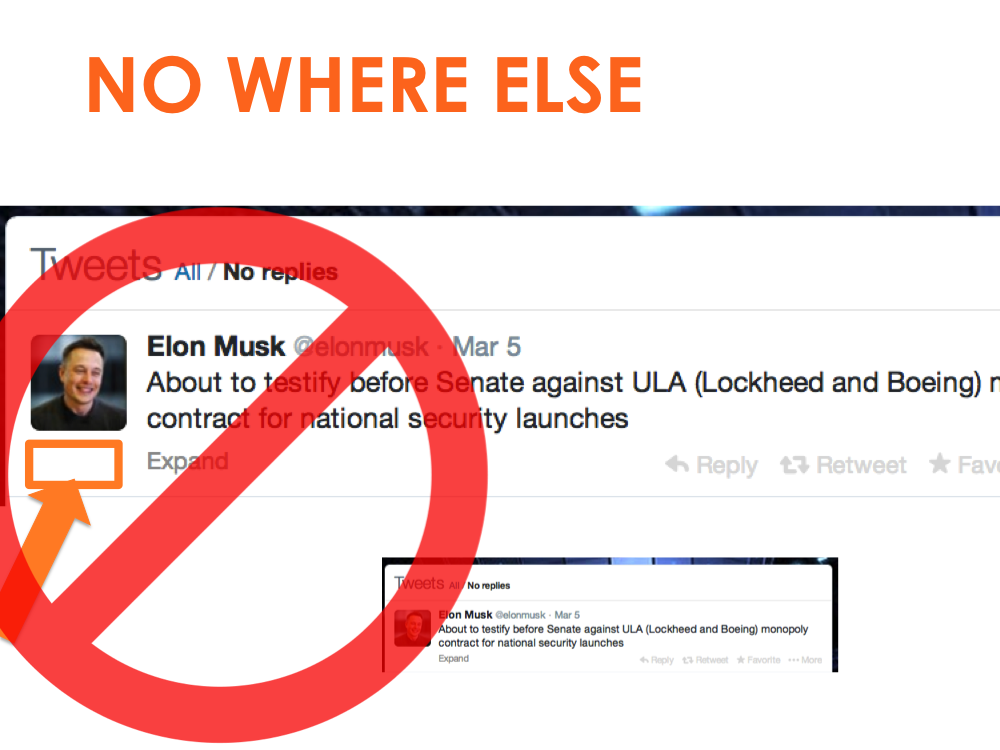 NO WHERE ELSE
Tweets All / No replies
Elon Musk @elonmusk · Mar 5
About to testify before Senate against ULA (Lockheed and Boeing)
contract for national security launches
Expand Reply Retweet
Tweets All / No replies
Elon Musk @elonmusk · Mar 5
About to testify before Senate against ULA (Lockheed and Boeing) monopoly
contract for national security launches
Expand Reply Retweet Favorite More